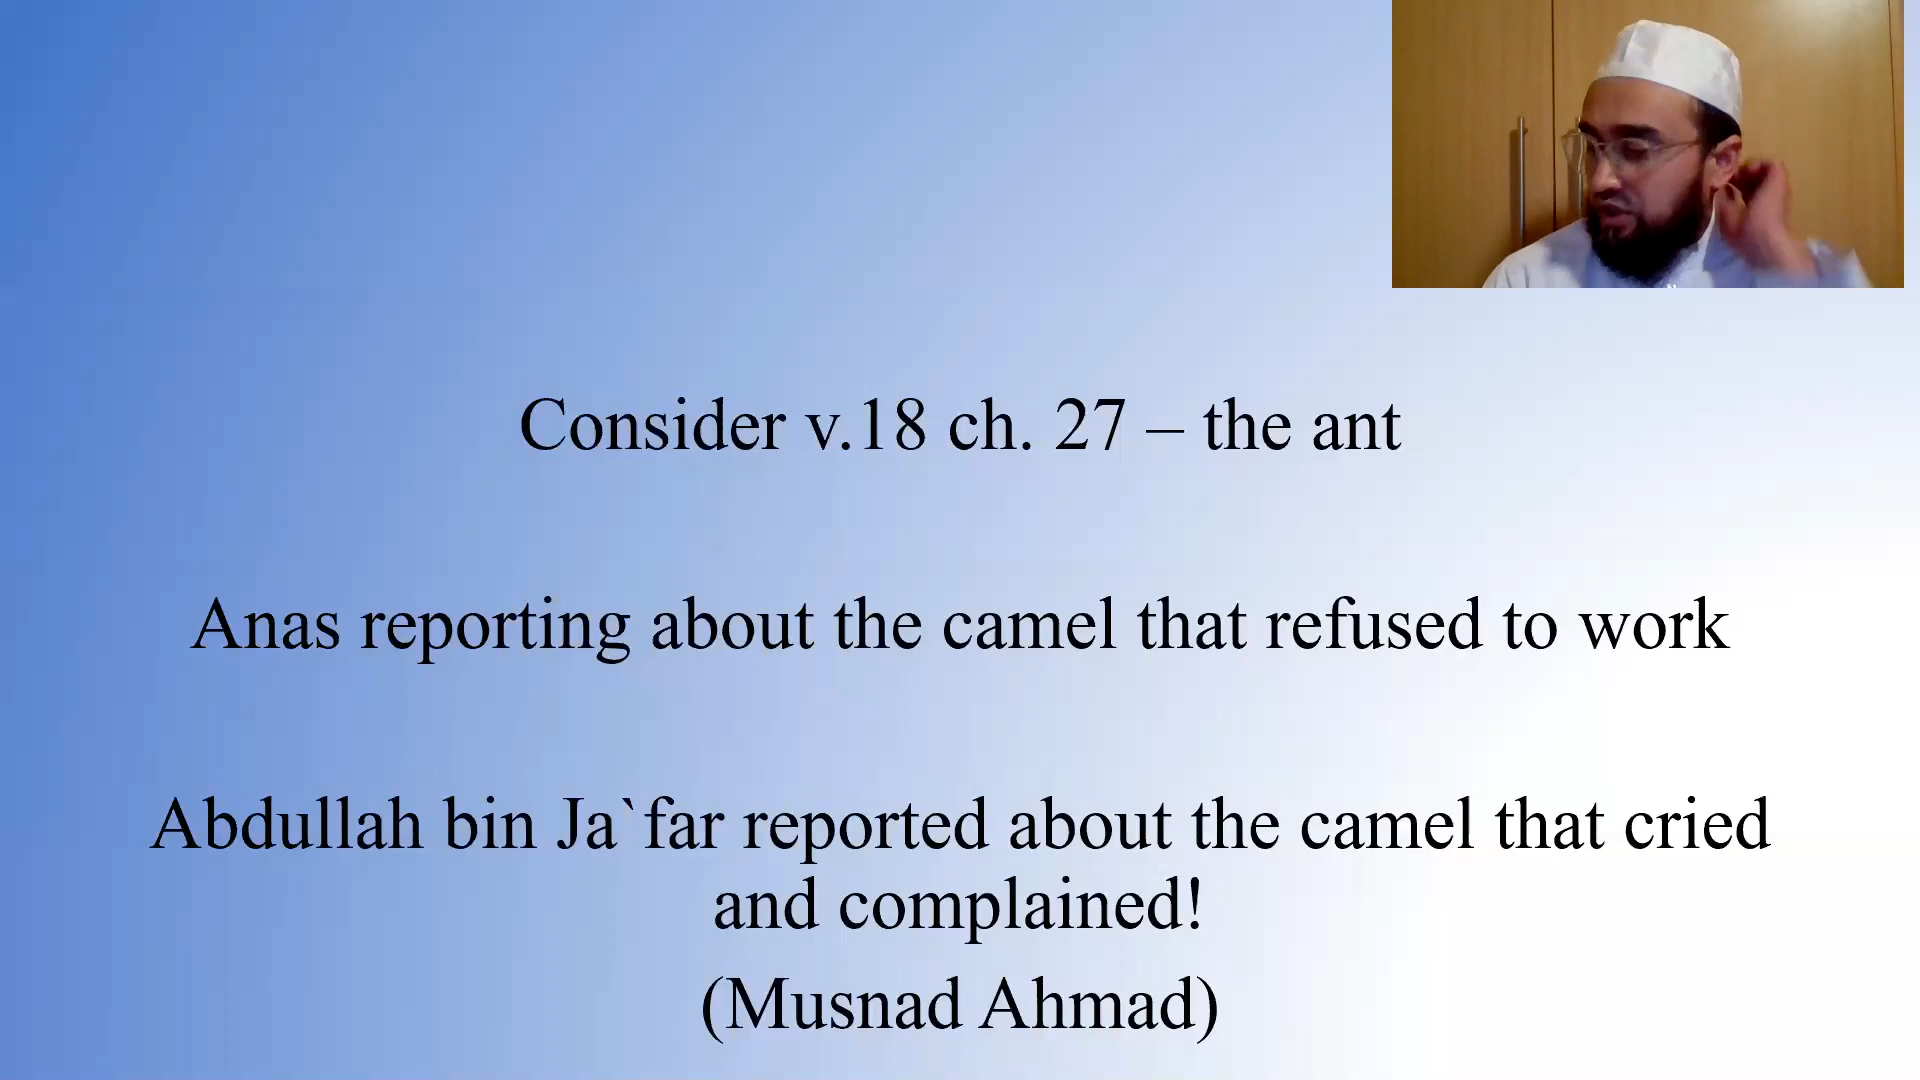 Consider v.18 ch. 27 – the ant
Anas reporting about the camel that refused to work
Abdullah bin Ja`far reported about the camel that cried
and complained!
(Musnad Ahmad)